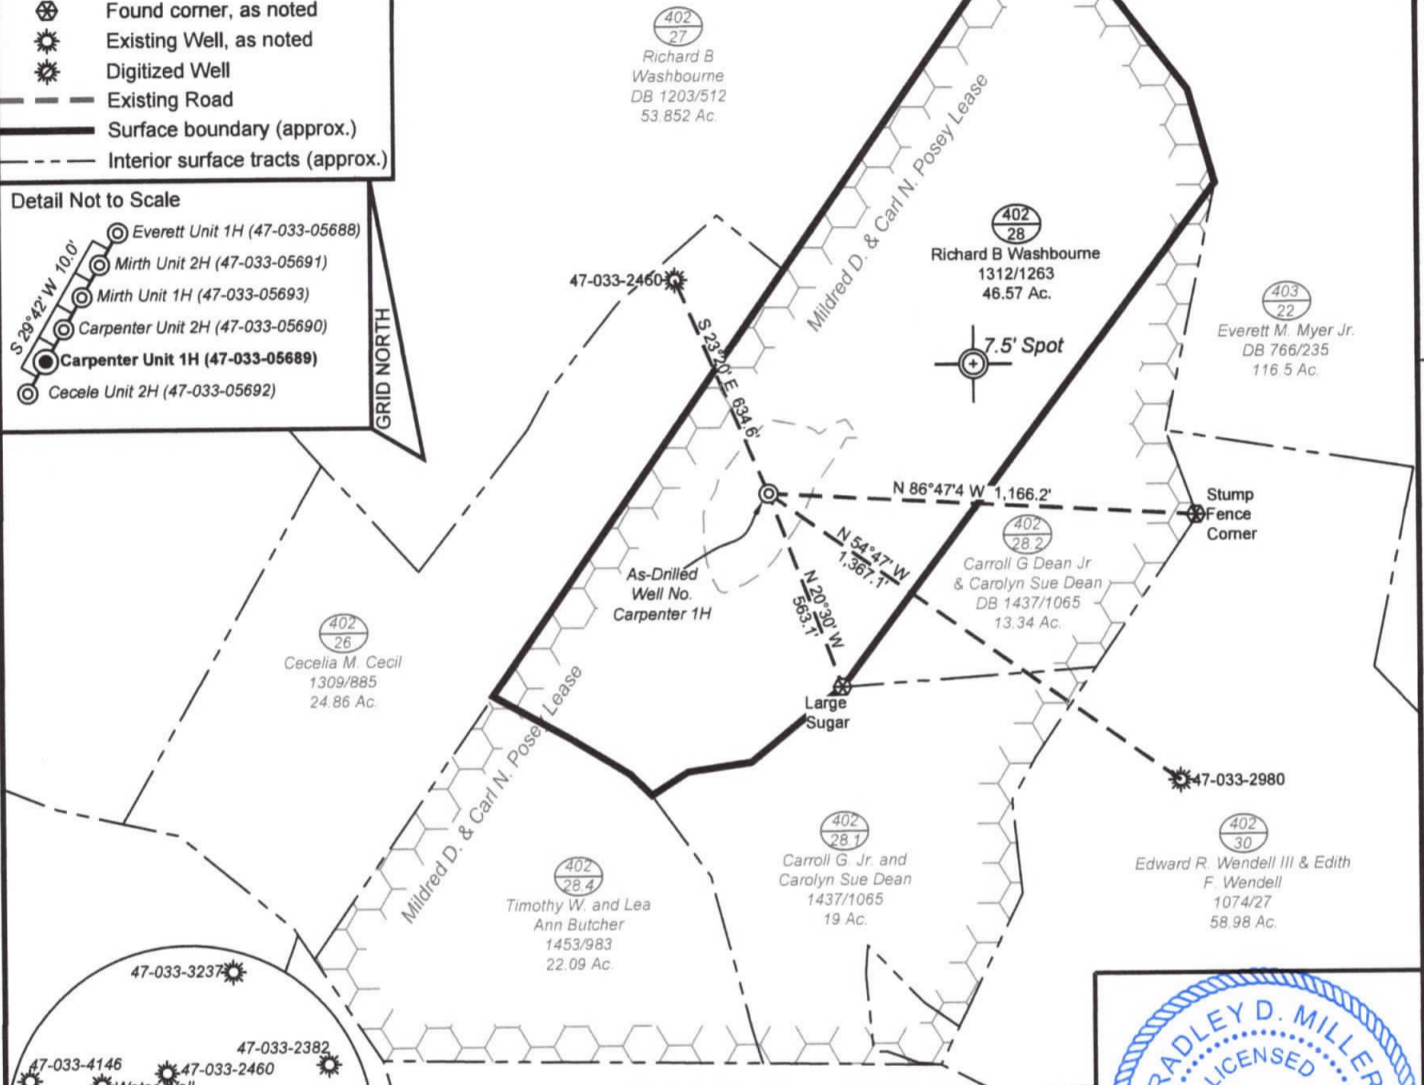 Found corner, as noted
Existing Well, as noted
Digitized Well
Existing Road
Surface boundary (approx.)
Interior surface tracts (approx.)
Detail Not to Scale
Everett Unit 1H (47-033-05688)
Mirth Unit 2H (47-033-05691)
Mirth Unit 1H (47-033-05693)
Carpenter Unit 2H (47-033-05690)
Carpenter Unit 1H (47-033-05689)
Cecele Unit 2H (47-033-05692)
S 29°42' W 10.0'
GRID NORTH
402
27
Richard B
Washbourne
DB 1203/512
53.852 Ac.
Mildred D. & Carl N. Posey Lease
402
28
Richard B Washbourne
1312/1263
46.57 Ac.
7.5' Spot
403
22
Everett M. Myer Jr.
DB 766/235
116.5 Ac.
47-033-2460
S 23°20' E 634.6'
N 86°47'4 W 1,166.2'
Stump
Fence
Corner
N 54°47' W
1,367.1'
N 20°30' W
563.1'
As-Drilled
Well No.
Carpenter 1H
402
28.2
Carroll G Dean Jr
& Carolyn Sue Dean
DB 1437/1065
13.34 Ac.
402
26
Cecelia M. Cecil
1309/885
24.86 Ac.
Large
Sugar
Mildred D. & Carl N. Posey Lease
47-033-2980
402
28.4
Timothy W. and Lea
Ann Butcher
1453/983
22.09 Ac.
402
28.1
Carroll G. Jr. and
Carolyn Sue Dean
1437/1065
19 Ac.
402
30
Edward R. Wendell III & Edith
F. Wendell
1074/27
58.98 Ac.
47-033-3237
47-033-2382
47-033-4146
47-033-2460
Water Well
RADLEY D. MILLER
LICENSED